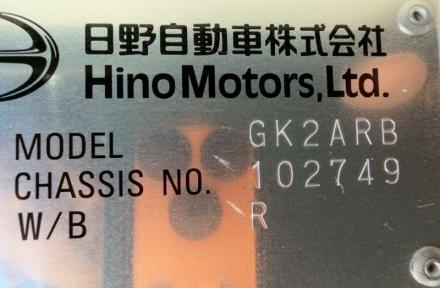 日野自動車株式会社
Hino Motors, Ltd.
MODEL GK2ARB
CHASSIS NO. 102749
W/B R